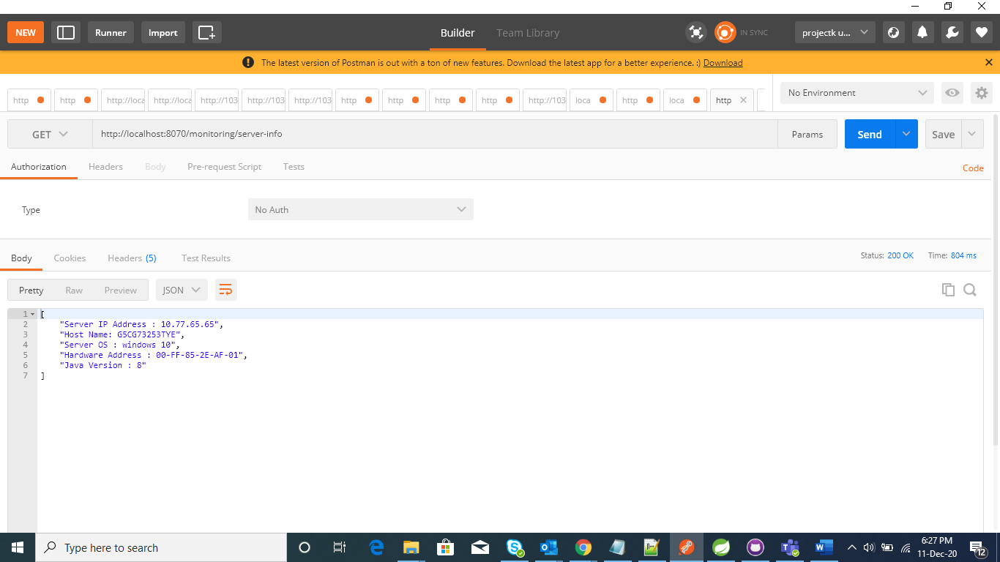 NEW Runner Import Builder Team Library IN SYNC projectk u...
The latest version of Postman is out with a ton of new features. Download the latest app for a better experience. :) Download
http http http://loca http://loca http://103 http://103 http://103 http http http http http://103 loca http loca http No Environment
GET http://localhost:8070/monitoring/server-info Params Send Save
Authorization Headers Body Pre-request Script Tests Code
Type No Auth
Body Cookies Headers (5) Test Results Status: 200 OK Time: 804 ms
Pretty Raw Preview JSON
1 [
2 "Server IP Address : 10.77.65.65",
3 "Host Name: G5CG73253TYE",
4 "Server OS : windows 10",
5 "Hardware Address : 00-FF-85-2E-AF-01",
6 "Java Version : 8"
7 ]
Type here to search 6:27 PM
11-Dec-20 12